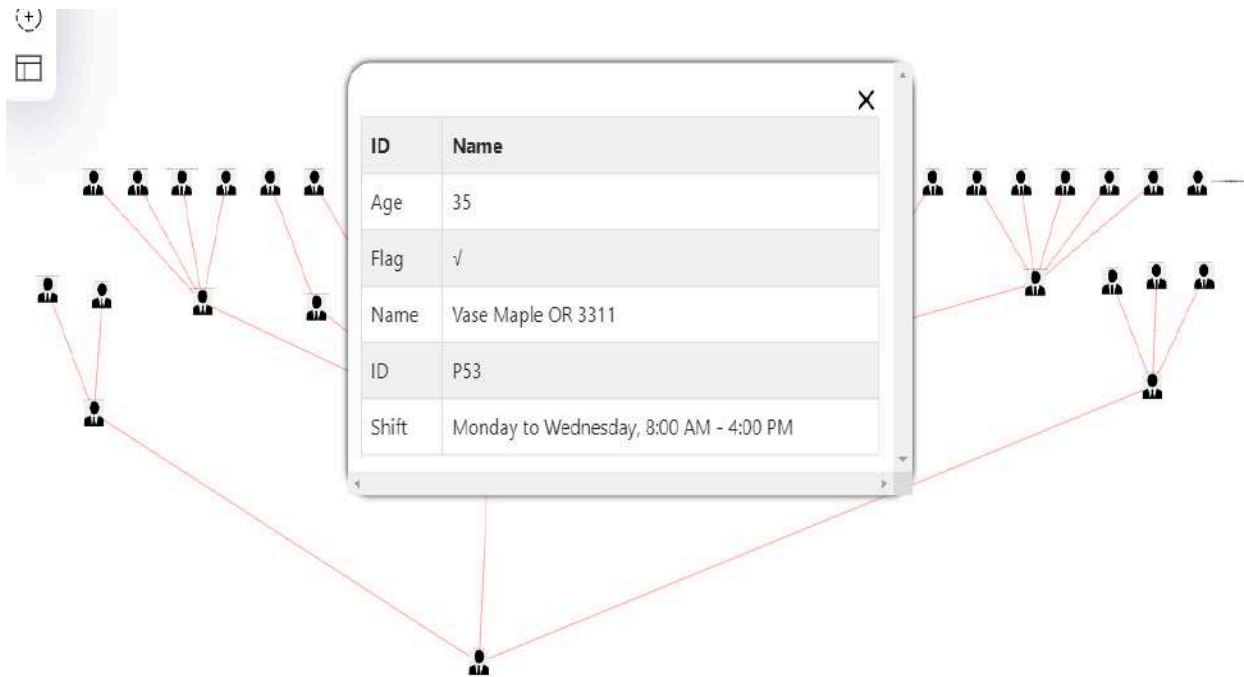 X
ID Name
Age 35
Flag √
Name Vase Maple OR 3311
ID P53
Shift Monday to Wednesday, 8:00 AM - 4:00 PM